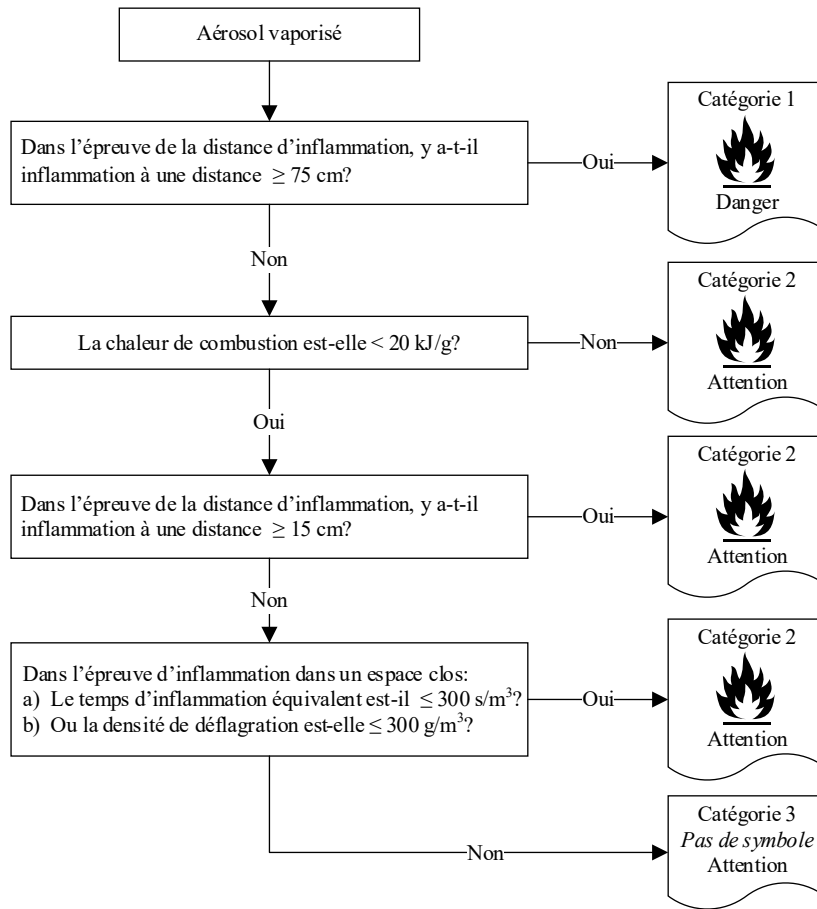 Aérosol vaporisé
Catégorie 1
Danger
Dans l’épreuve de la distance d’inflammation, y a-t-il
inflammation à une distance ≥ 75 cm?
Oui
Non
Catégorie 2
Attention
La chaleur de combustion est-elle < 20 kJ/g?
Non
Oui
Catégorie 2
Attention
Dans l’épreuve de la distance d’inflammation, y a-t-il
inflammation à une distance ≥ 15 cm?
Oui
Non
Catégorie 2
Attention
Dans l’épreuve d’inflammation dans un espace clos:
a) Le temps d’inflammation équivalent est-il ≤ 300 s/m³?
b) Ou la densité de déflagration est-elle ≤ 300 g/m³?
Oui
Non
Catégorie 3
Pas de symbole
Attention